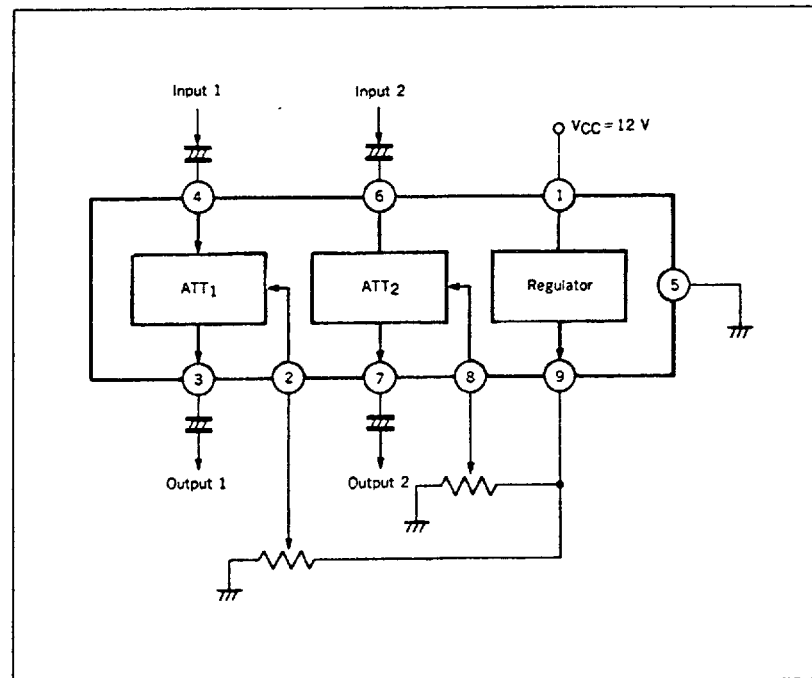 Input 1
Input 2
VCC = 12 V
4
6
1
ATT1
ATT2
Regulator
5
3
2
7
8
9
Output 1
Output 2